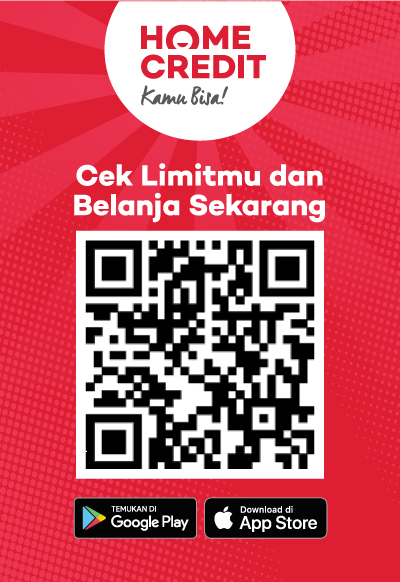 HOME
CREDIT
Kamu Bisa!
Cek Limitmu dan
Belanja Sekarang
TEMUKAN DI
Google Play
Download di
App Store